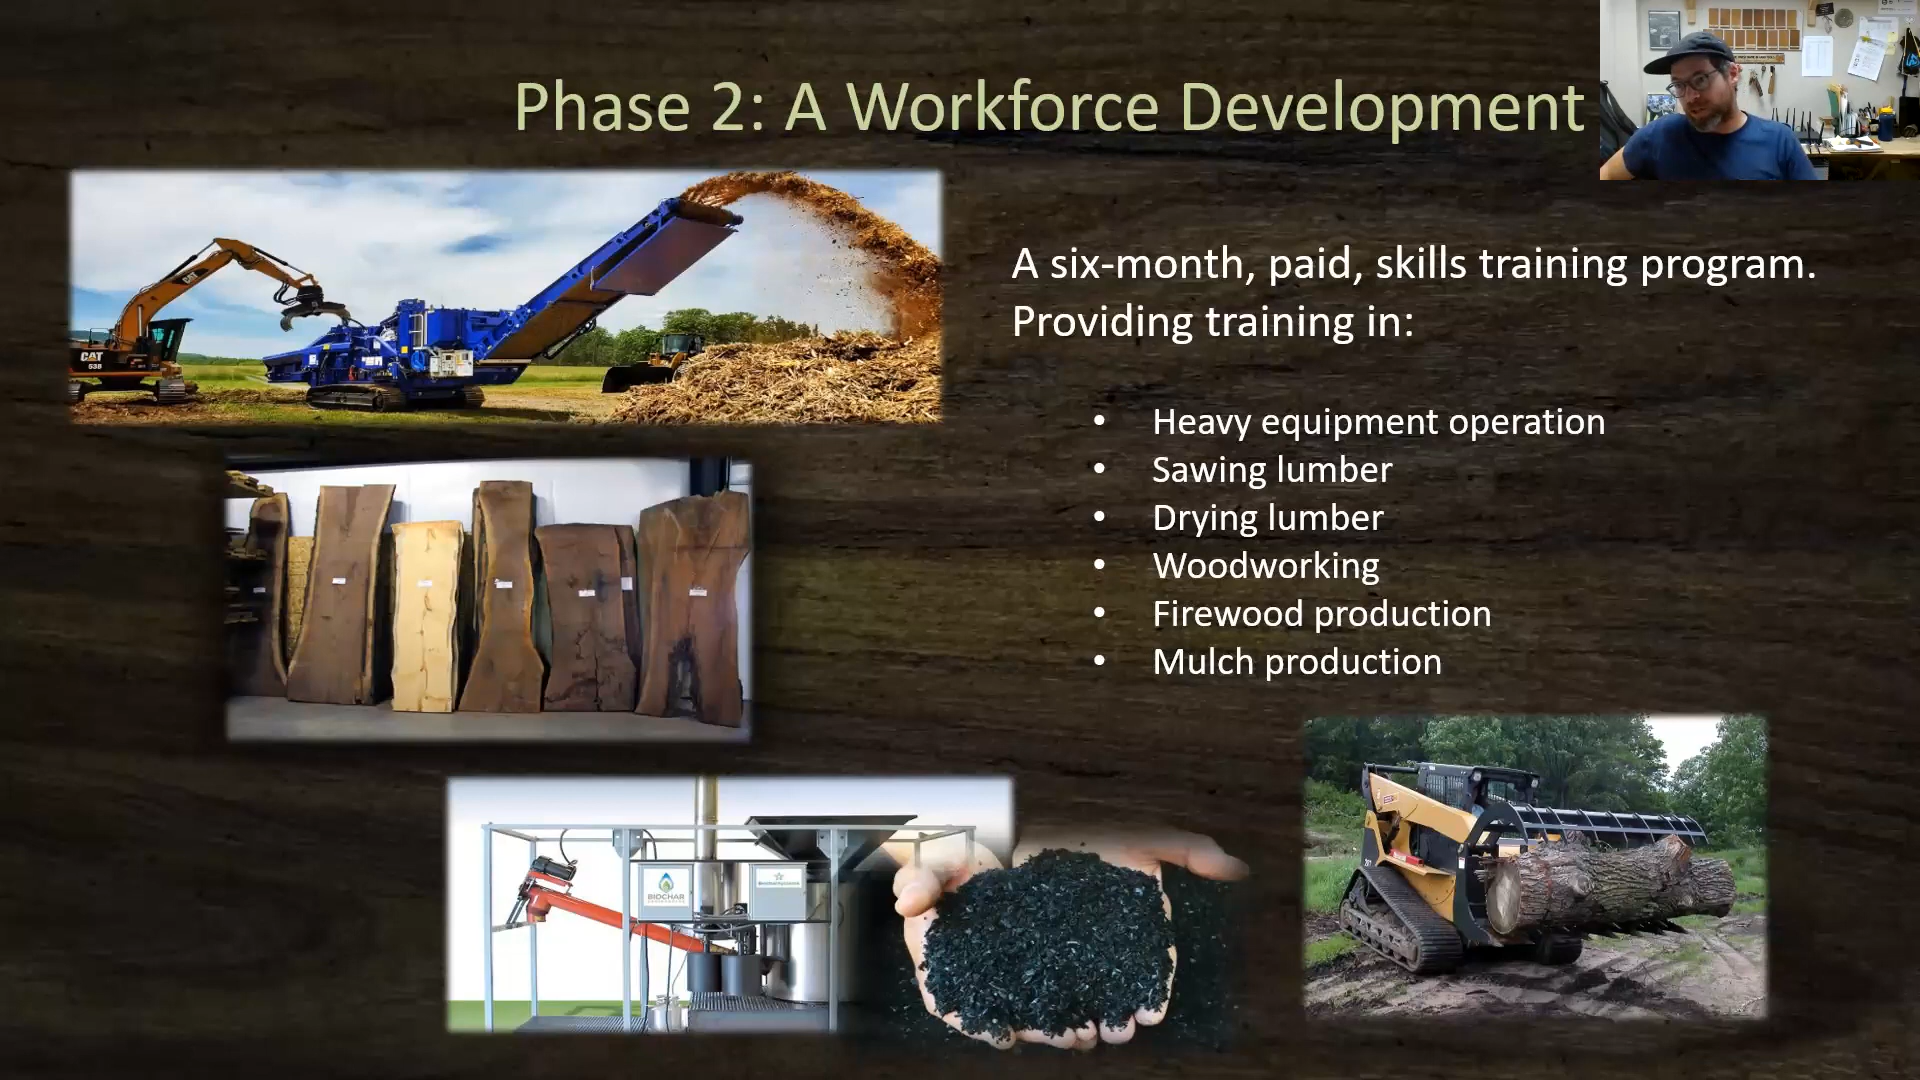 Phase 2: A Workforce Development
A six-month, paid, skills training program.
Providing training in:
• Heavy equipment operation
• Sawing lumber
• Drying lumber
• Woodworking
• Firewood production
• Mulch production
CAT
538
BIOCHAR